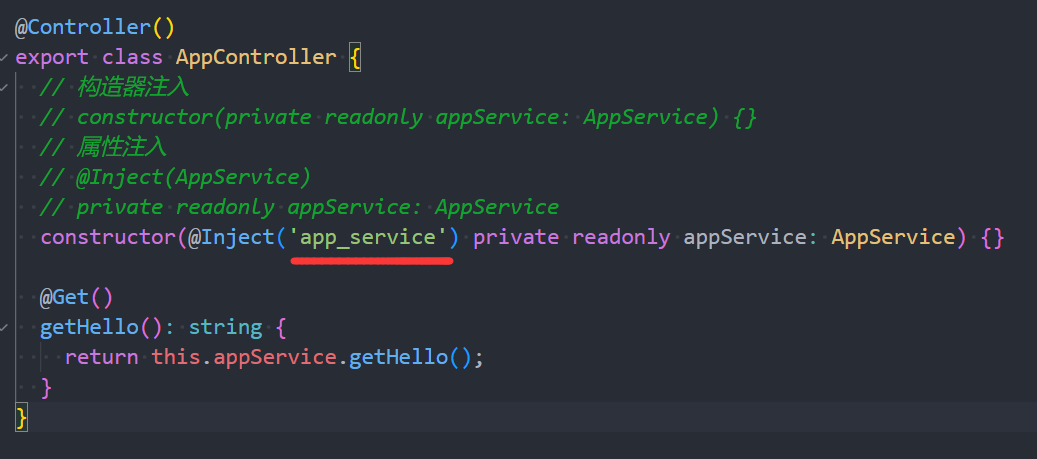 @Controller()
export class AppController {
// 构造器注入
// constructor(private readonly appService: AppService) {}
// 属性注入
// @Inject(AppService)
// private readonly appService: AppService
constructor(@Inject('app_service') private readonly appService: AppService) {}
@Get()
getHello(): string {
return this.appService.getHello();
}
}